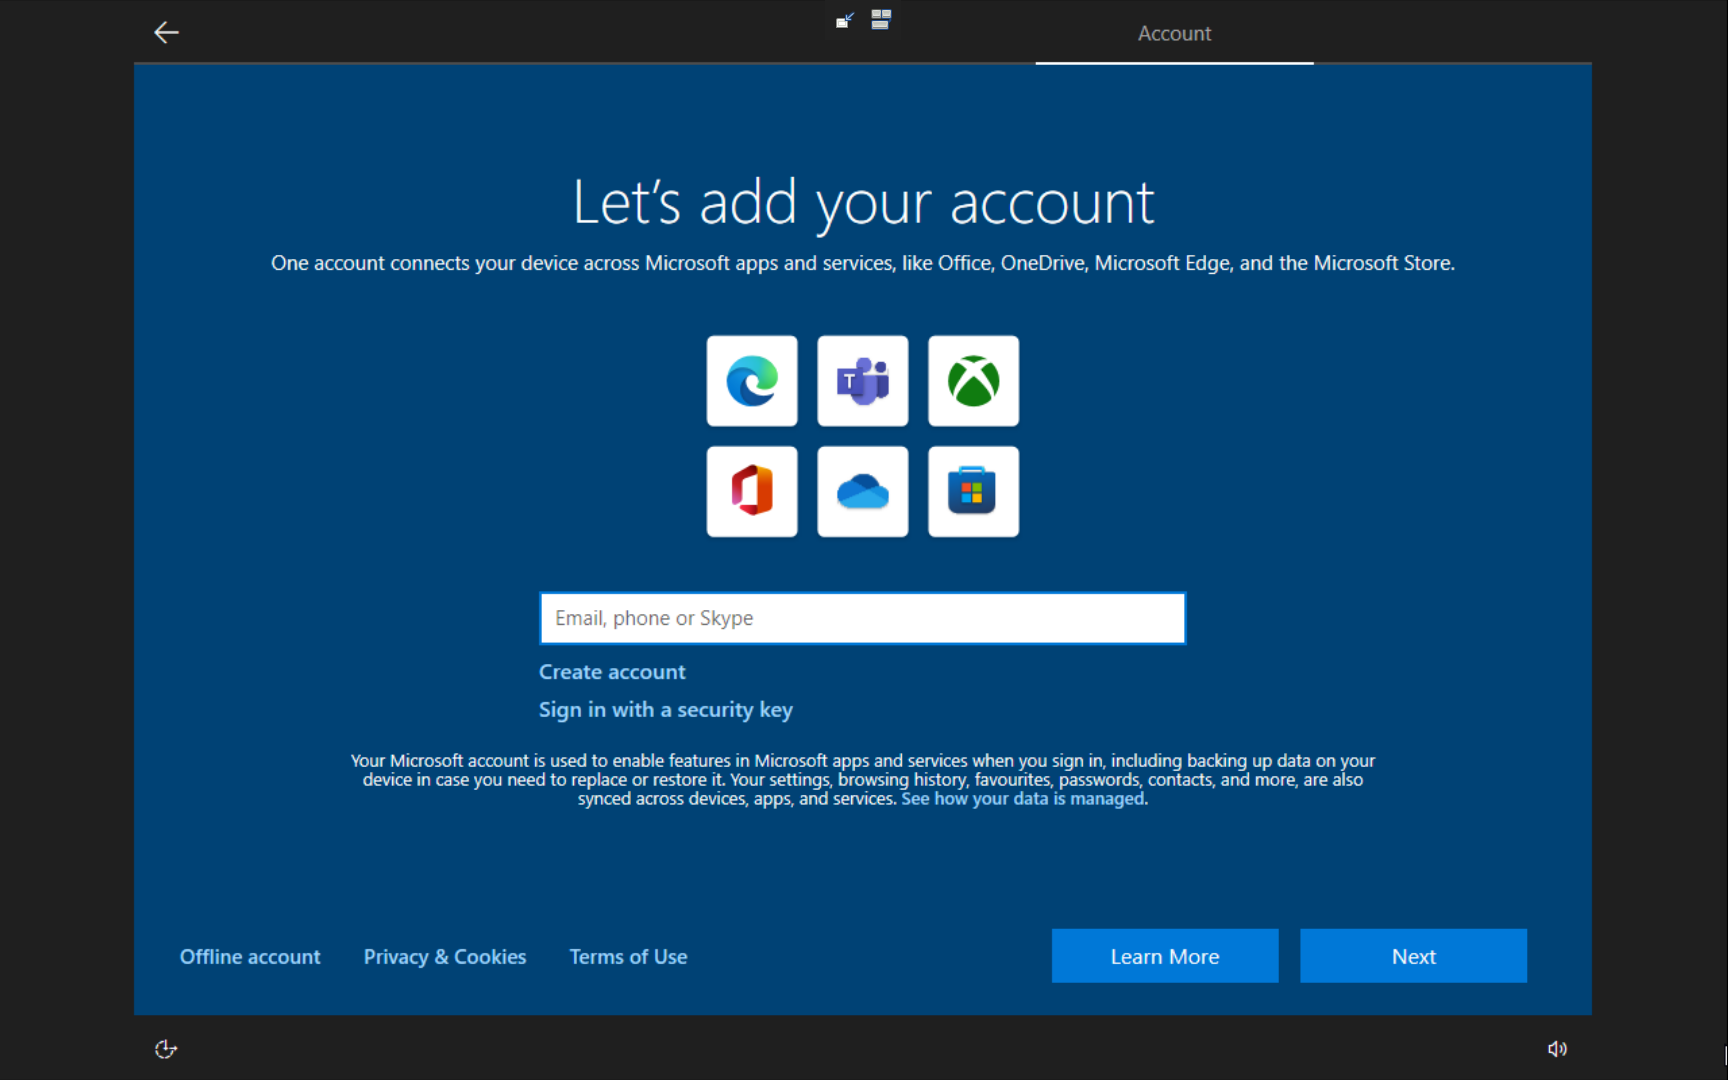 Account
Let's add your account
One account connects your device across Microsoft apps and services, like Office, OneDrive, Microsoft Edge, and the Microsoft Store.
T
Email, phone or Skype
Create account
Sign in with a security key
Your Microsoft account is used to enable features in Microsoft apps and services when you sign in, including backing up data on your
device in case you need to replace or restore it. Your settings, browsing history, favourites, passwords, contacts, and more, are also
synced across devices, apps, and services. See how your data is managed.
Offline account
Privacy & Cookies
Terms of Use
Learn More
Next